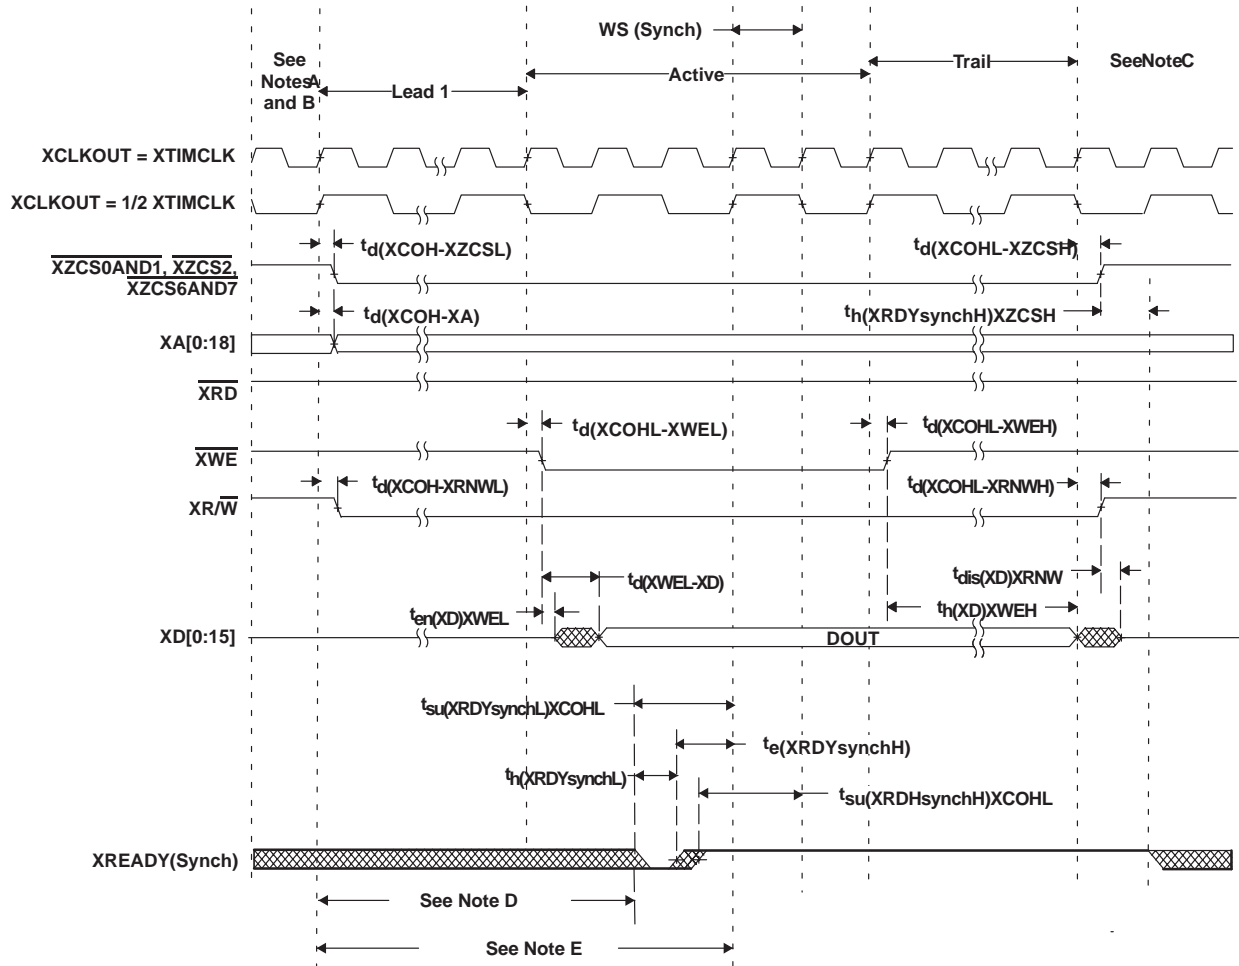 WS (Synch)
See
NotesA
and B
Lead 1
Active
Trail
SeeNoteC
XCLKOUT = XTIMCLK
XCLKOUT = 1/2 XTIMCLK
td(XCOH-XZCSL)
td(XCOHL-XZCSH)
XZCS0AND1, XZCS2,
XZCS6AND7
td(XCOH-XA)
th(XRDYsynchH)XZCSH
XA[0:18]
XRD
td(XCOHL-XWEL)
td(XCOHL-XWEH)
XWE
td(XCOH-XRNWL)
td(XCOHL-XRNWH)
XR/W
td(XWEL-XD)
tdis(XD)XRNW
ten(XD)XWEL
th(XD)XWEH
XD[0:15]
DOUT
tsu(XRDYsynchL)XCOHL
te(XRDYsynchH)
th(XRDYsynchL)
tsu(XRDHsynchH)XCOHL
XREADY(Synch)
See Note D
See Note E